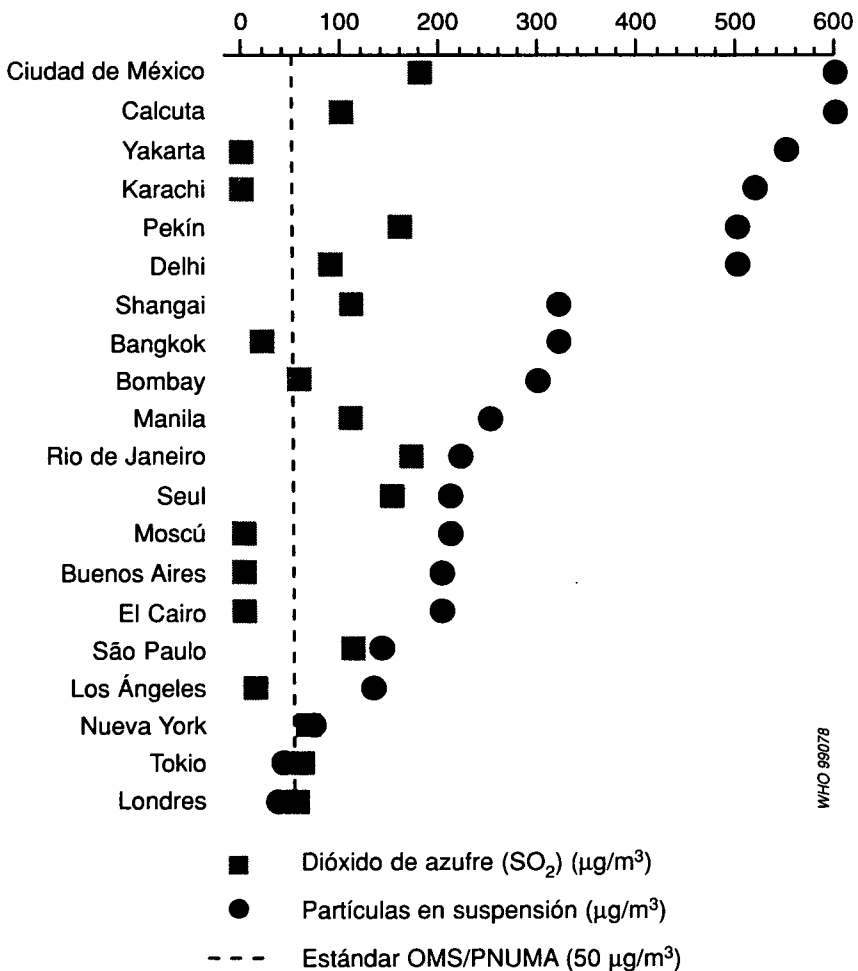 0 100 200 300 400 500 600
Ciudad de México
Calcuta
Yakarta
Karachi
Pekín
Delhi
Shangai
Bangkok
Bombay
Manila
Rio de Janeiro
Seul
Moscú
Buenos Aires
El Cairo
São Paulo
Los Ángeles
Nueva York
Tokio
Londres
WHO 99078
Dióxido de azufre (SO₂) (μg/m³)
Partículas en suspensión (μg/m³)
Estándar OMS/PNUMA (50 μg/m³)